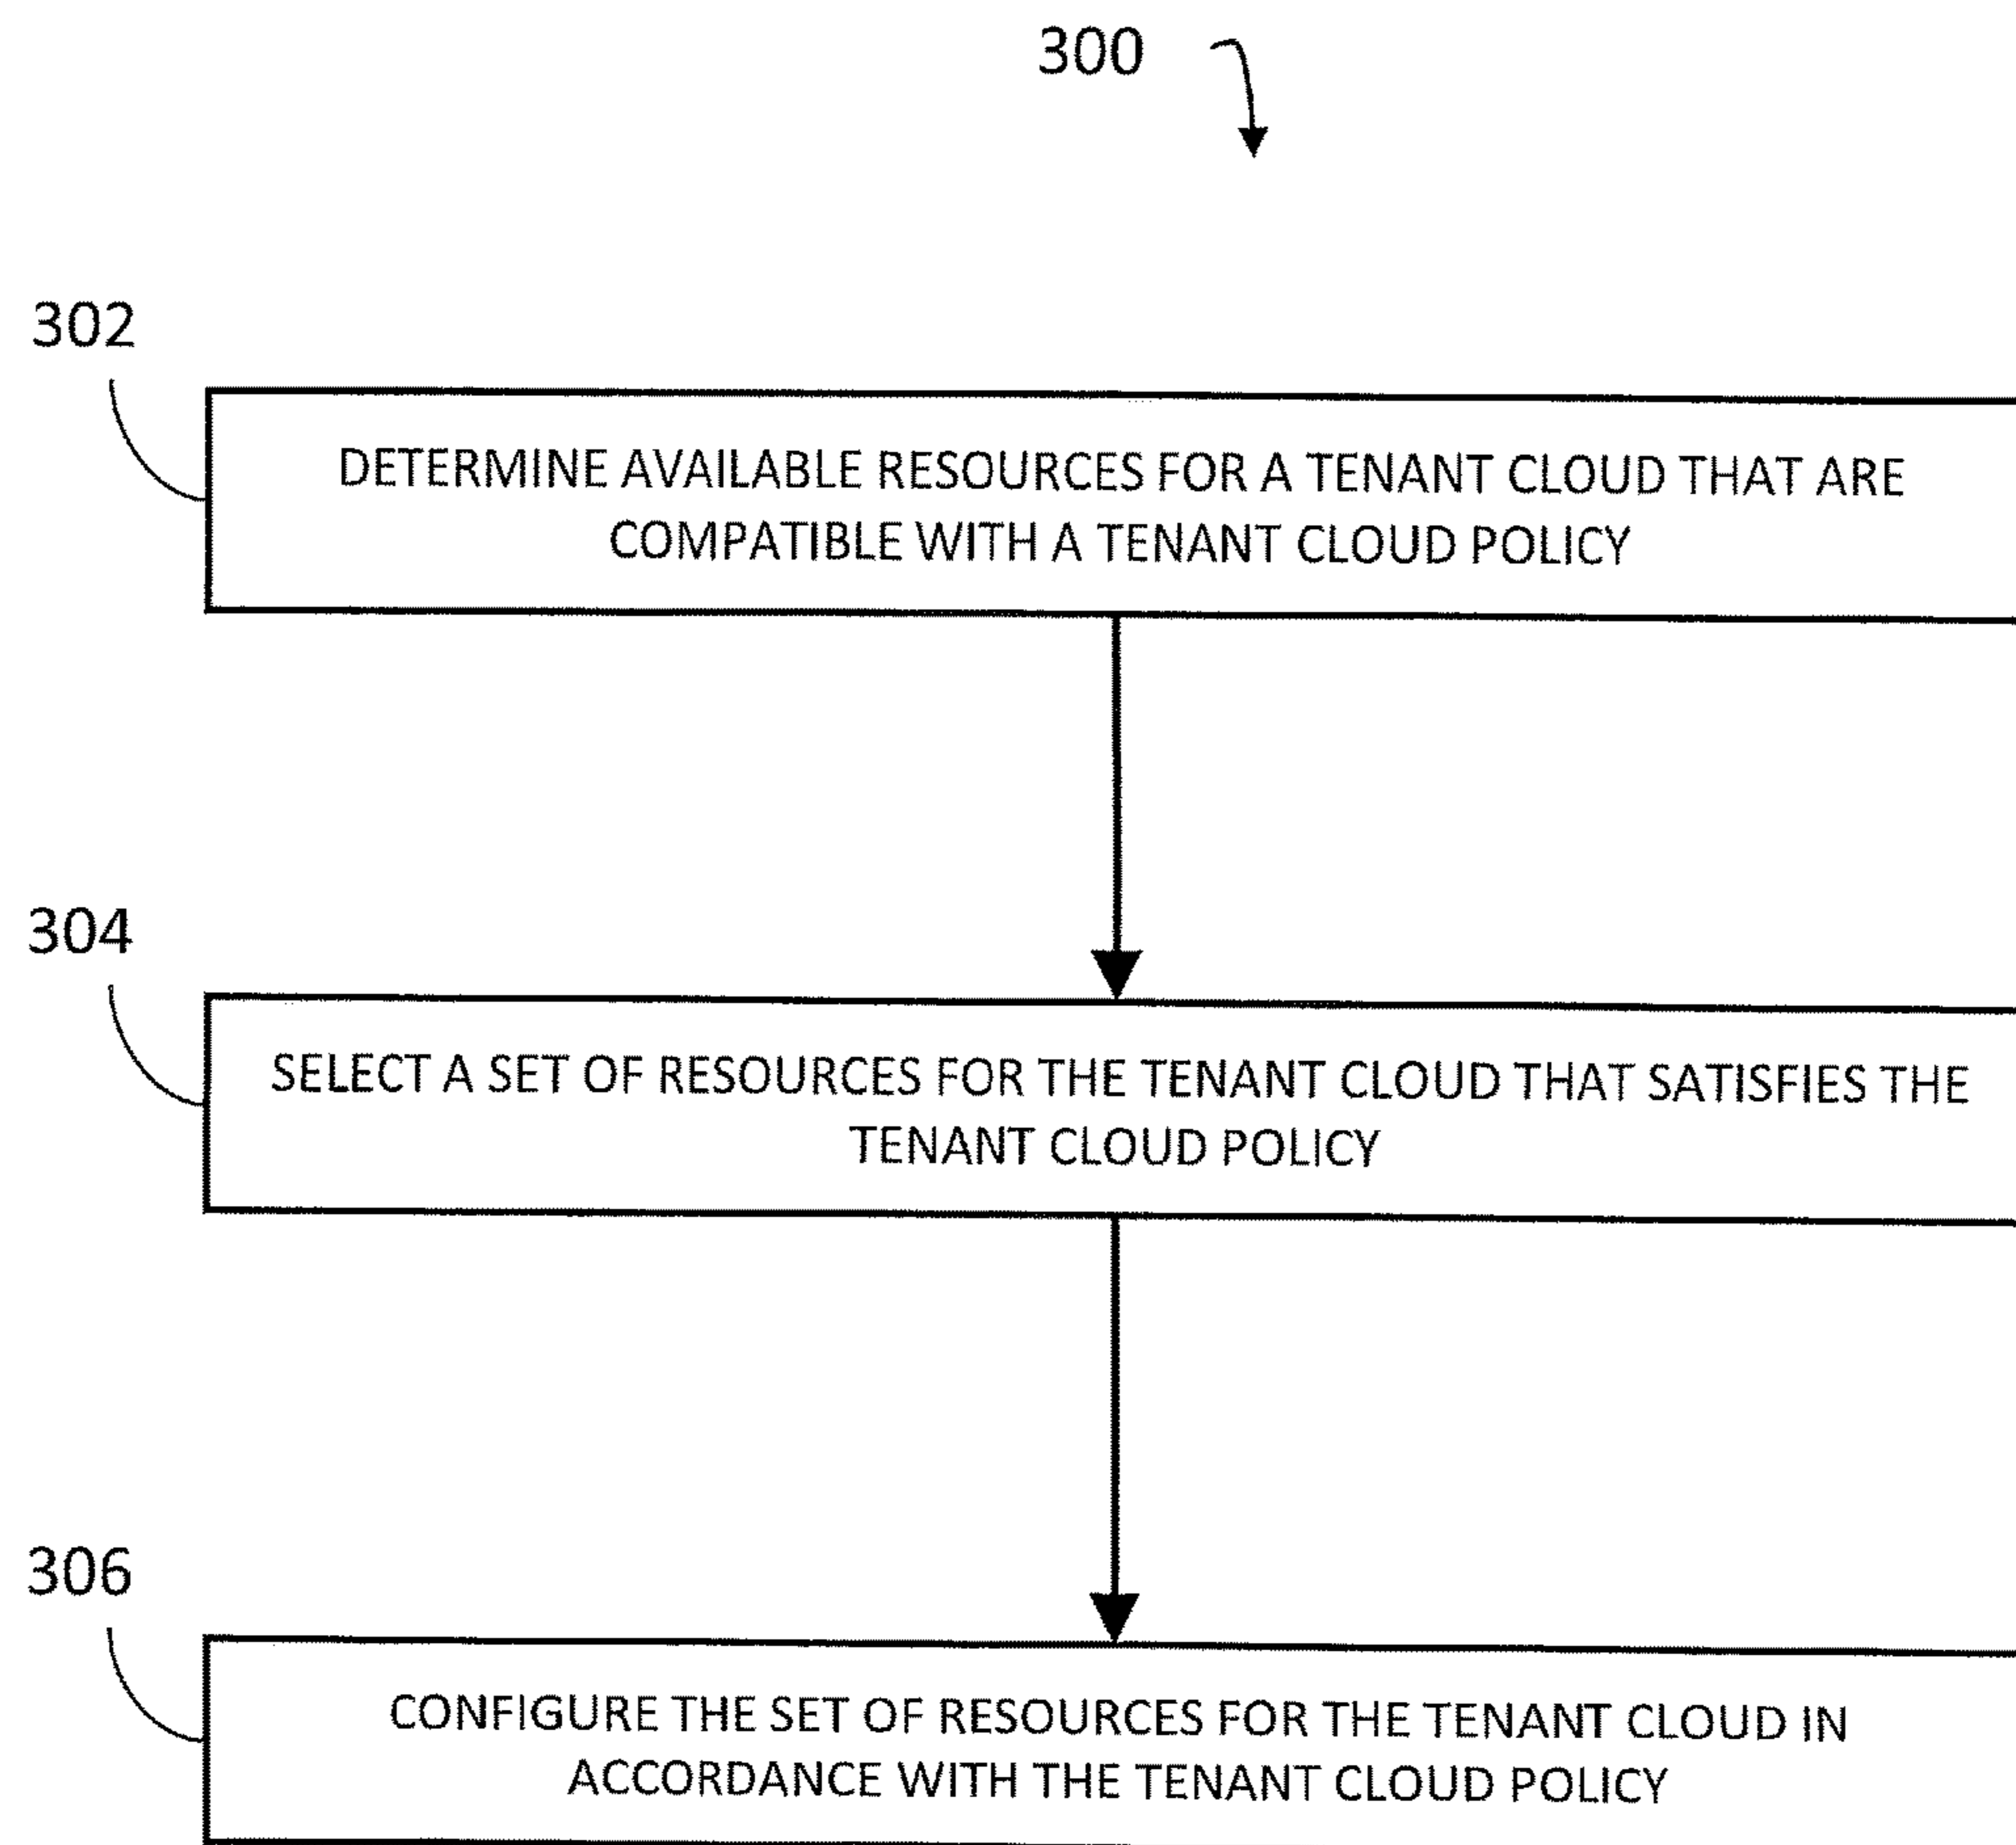 300
302
DETERMINE AVAILABLE RESOURCES FOR A TENANT CLOUD THAT ARE
COMPATIBLE WITH A TENANT CLOUD POLICY
304
SELECT A SET OF RESOURCES FOR THE TENANT CLOUD THAT SATISFIES THE
TENANT CLOUD POLICY
306
CONFIGURE THE SET OF RESOURCES FOR THE TENANT CLOUD IN
ACCORDANCE WITH THE TENANT CLOUD POLICY